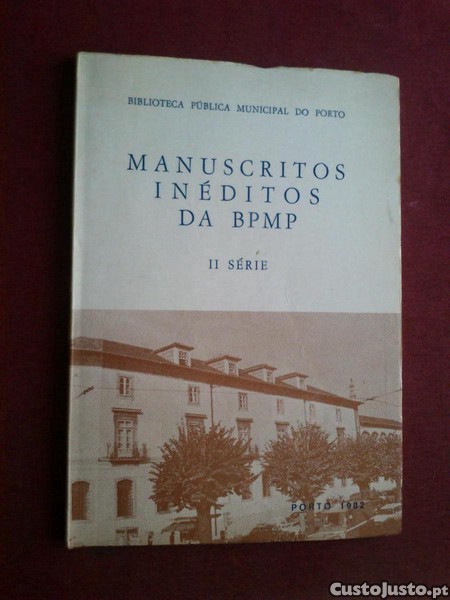 BIBLIOTECA PÚBLICA MUNICIPAL DO PORTO
MANUSCRITOS
INÉDITOS
DA BPMP
II SÉRIE
PORTO 1982
CustoJusto.pt